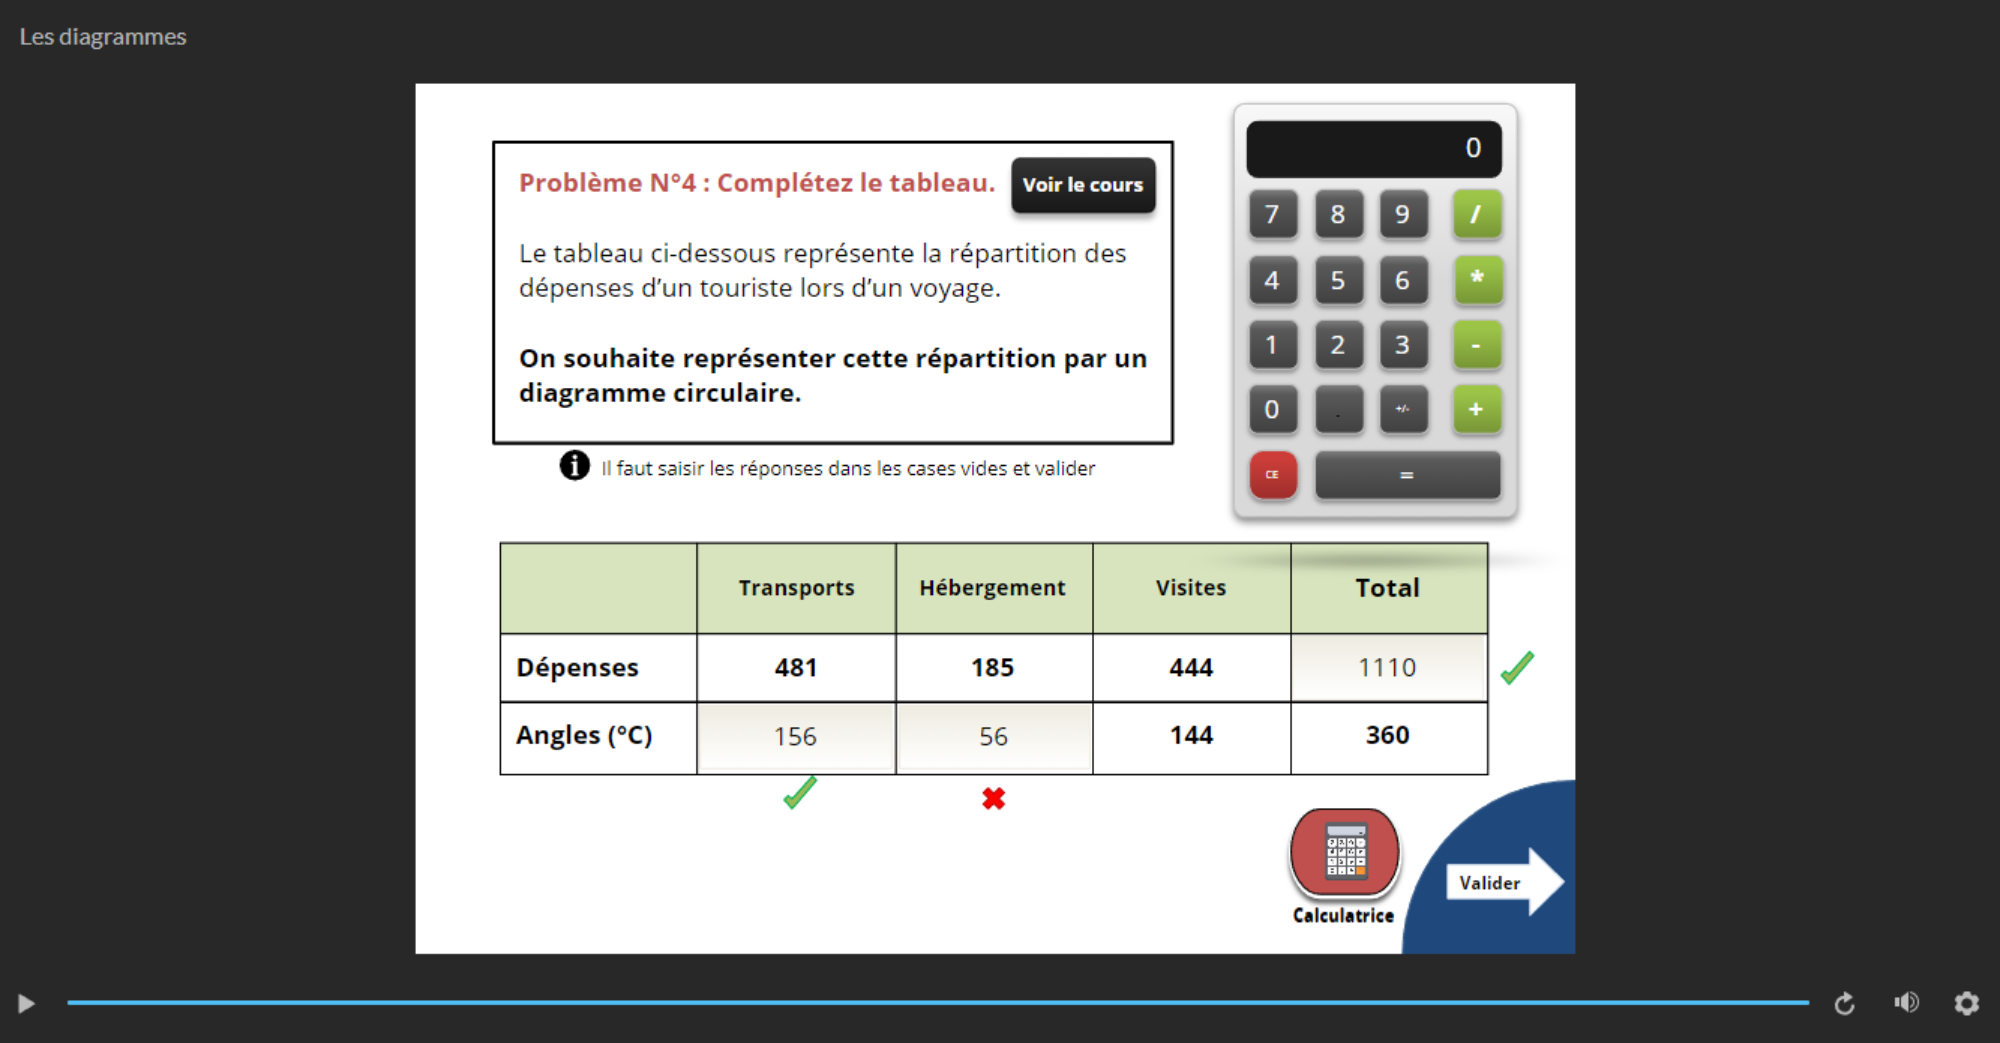 Les diagrammes
Problème N°4 : Complétez le tableau.
Voir le cours
Le tableau ci-dessous représente la répartition des
dépenses d'un touriste lors d'un voyage.
On souhaite représenter cette répartition par un
diagramme circulaire.
Il faut saisir les réponses dans les cases vides et valider
0
7 8 9 /
4 5 6 *
1 2 3 -
0 . +/- +
CE =
Transports Hébergement Visites Total
Dépenses 481 185 444 1110
Angles (°C) 156 56 144 360
Calculatrice
Valider